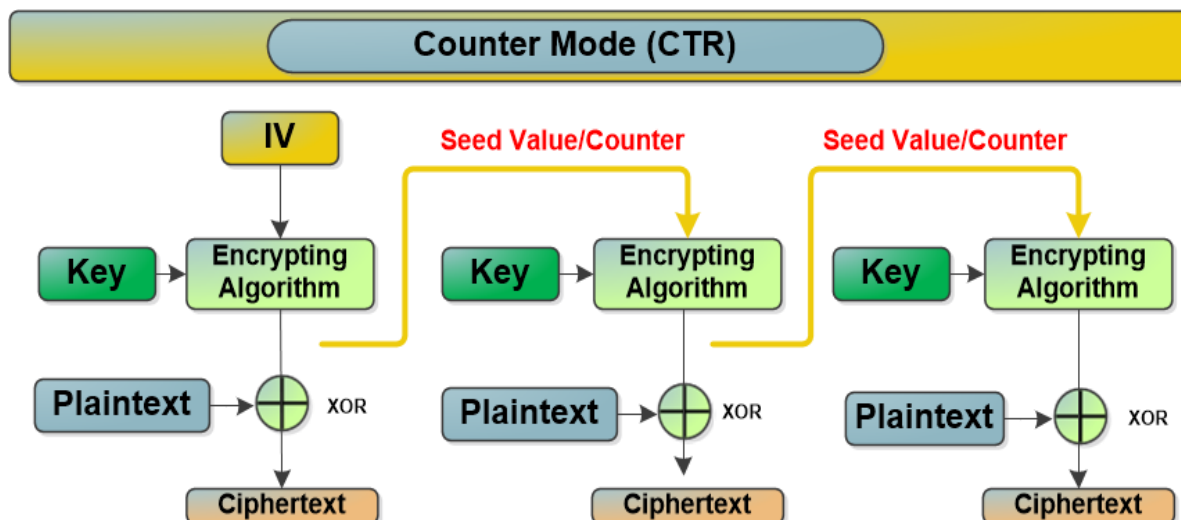 Counter Mode (CTR)
IV
Seed Value/Counter
Seed Value/Counter
Key
Encrypting
Algorithm
Key
Encrypting
Algorithm
Key
Encrypting
Algorithm
Plaintext
XOR
Plaintext
XOR
Plaintext
XOR
Ciphertext
Ciphertext
Ciphertext